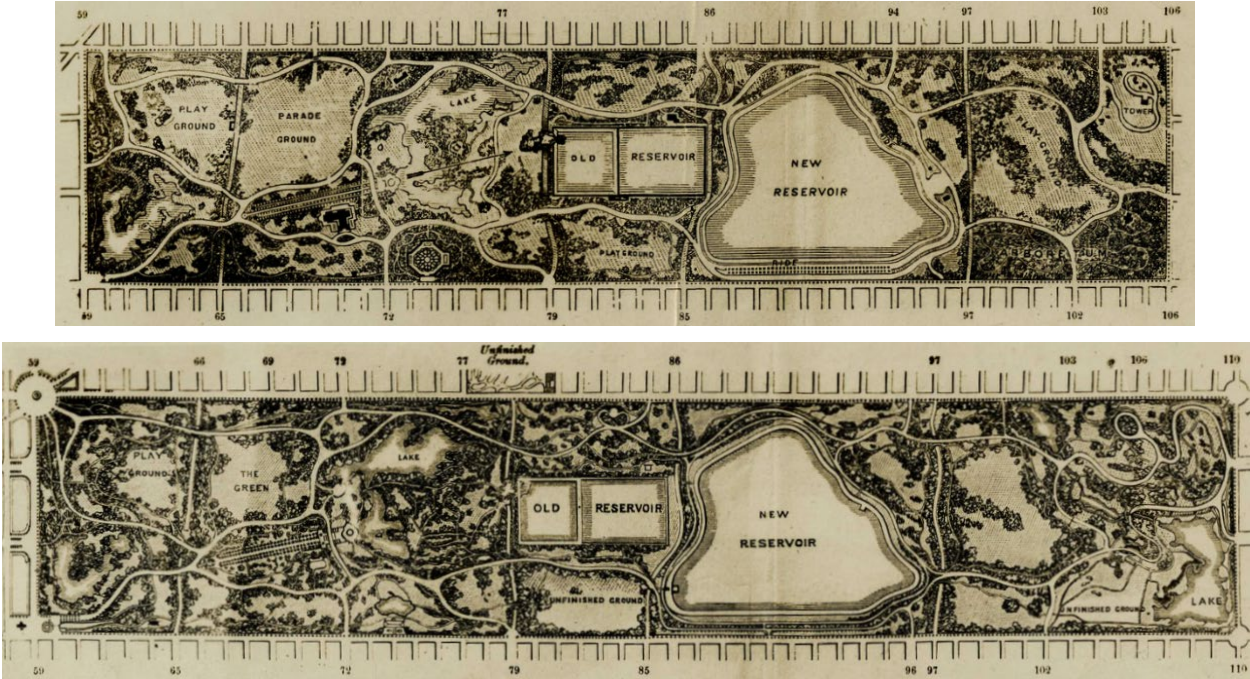 59 77 86 94 97 103 106
PLAY
GROUND
PARADE
GROUND
LAKE
OLD RESERVOIR
NEW
RESERVOIR
PLAYGROUND
TOWER
PLAYGROUND
ARBORETUM
RIDE
59 65 72 79 85 97 102 106
Unfinished
Ground.
59 66 69 72 77 86 97 103 106 110
PLAY
GROUND
THE
GREEN
LAKE
OLD RESERVOIR
NEW
RESERVOIR
UNFINISHED GROUND
UNFINISHED GROUND
LAKE
59 65 72 79 85 96 97 102 110